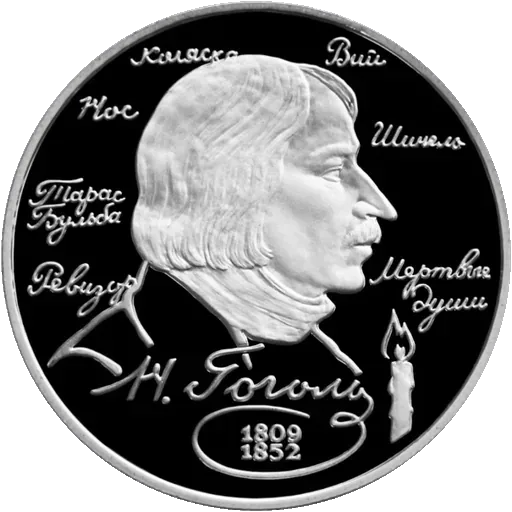 Коляска
Вий
Нос
Шинель
Тарас
Бульба
Ревизор
Мертвые
души
Н. Гоголь
1809
1852